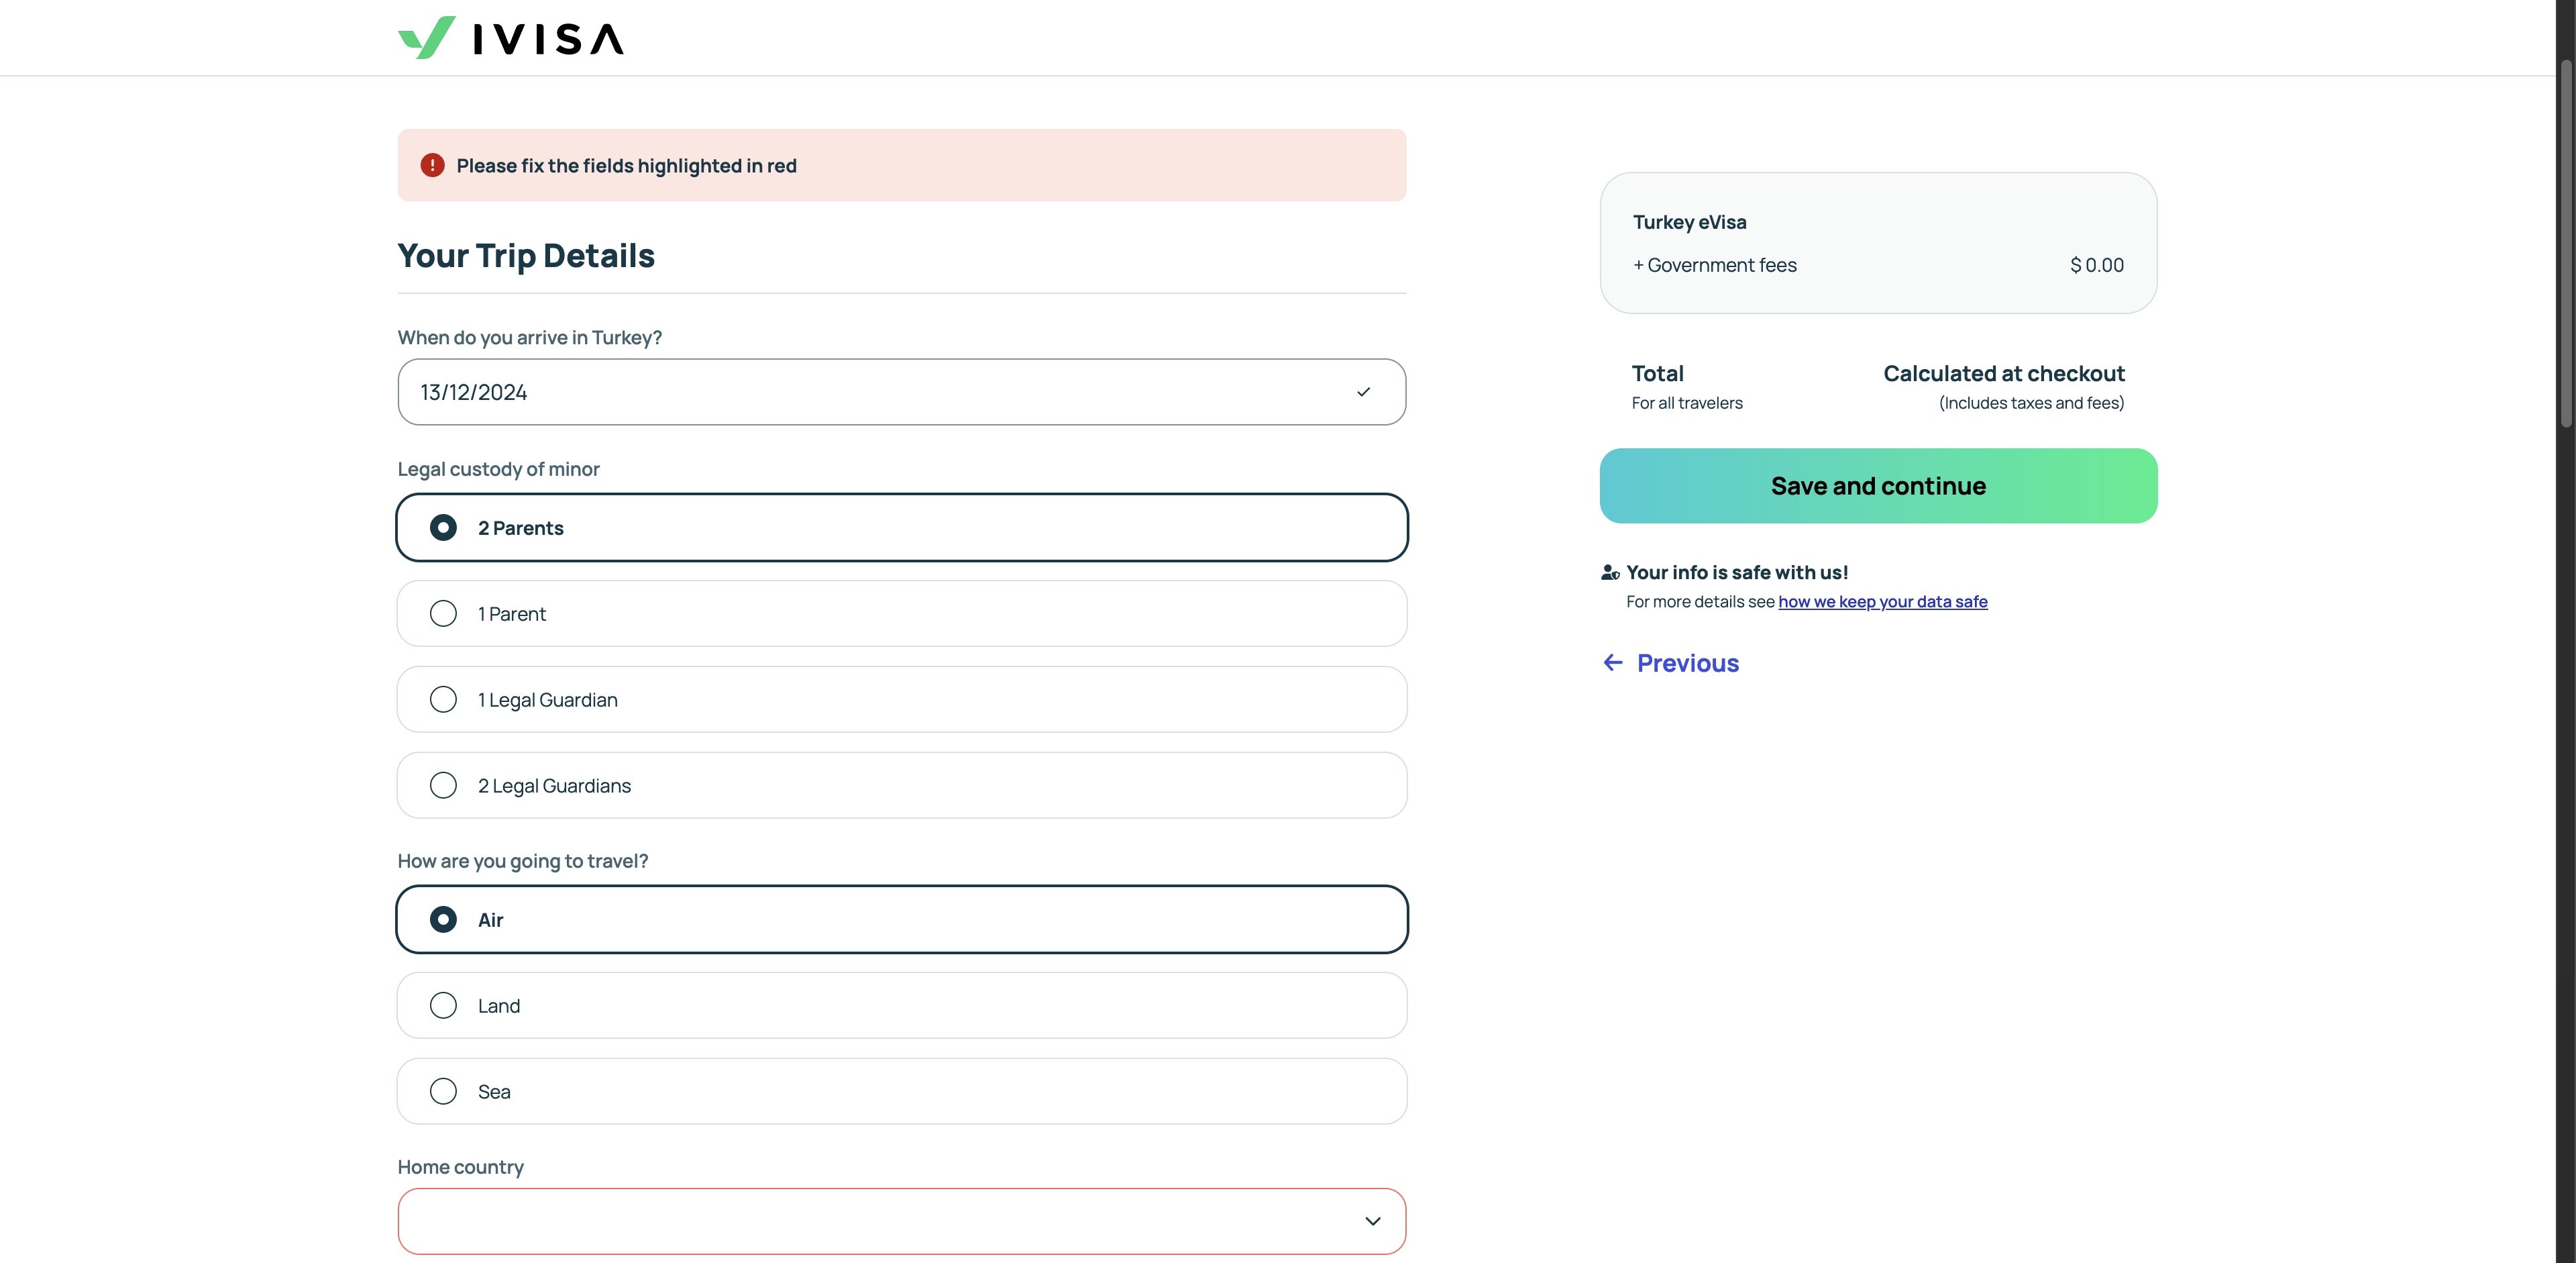 IVISA
Please fix the fields highlighted in red
Your Trip Details
When do you arrive in Turkey?
13/12/2024
Legal custody of minor
2 Parents
1 Parent
1 Legal Guardian
2 Legal Guardians
How are you going to travel?
Air
Land
Sea
Home country
Turkey eVisa
+ Government fees $ 0.00
Total Calculated at checkout
For all travelers (Includes taxes and fees)
Save and continue
Your info is safe with us!
For more details see how we keep your data safe
Previous